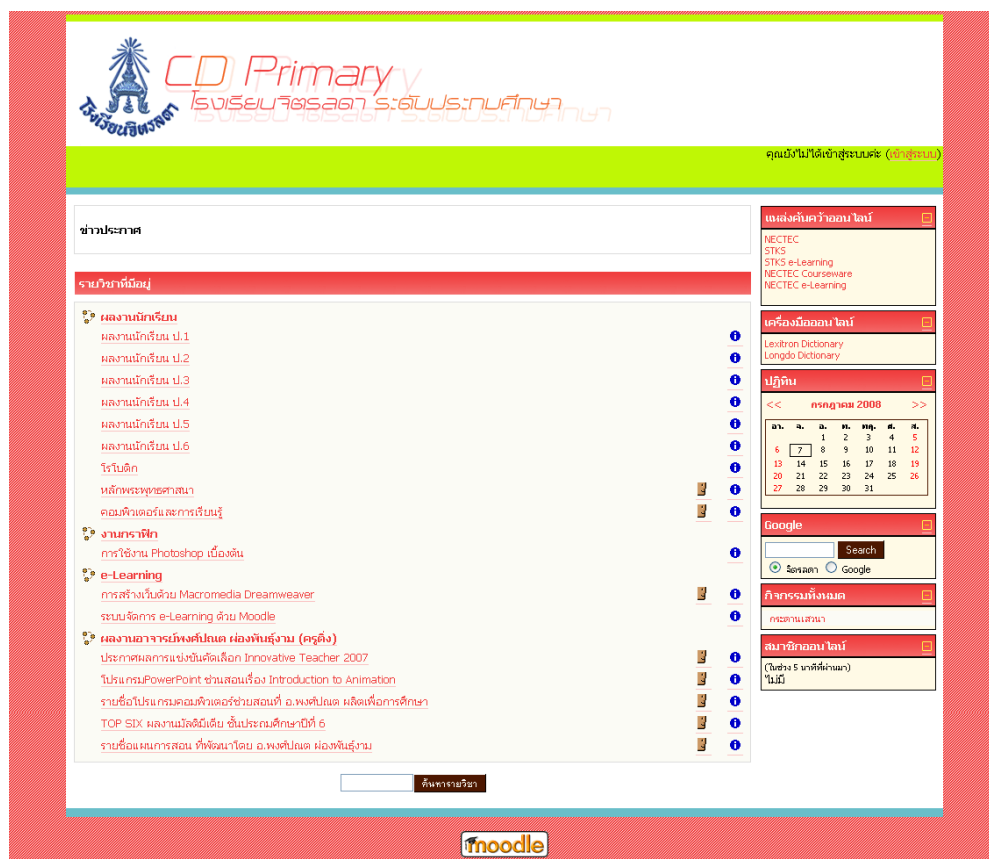 CD Primary
โรงเรียนจิตรลดา ระดับประถมศึกษา
โรงเรียนจิตรลดา
คุณยังไม่ได้เข้าสู่ระบบค่ะ (เข้าสู่ระบบ)
ข่าวประกาศ
รายวิชาที่มีอยู่
ผลงานนักเรียน
ผลงานนักเรียน ป.1
ผลงานนักเรียน ป.2
ผลงานนักเรียน ป.3
ผลงานนักเรียน ป.4
ผลงานนักเรียน ป.5
ผลงานนักเรียน ป.6
โรโบติก
หลักพระพุทธศาสนา
คอมพิวเตอร์และการเรียนรู้
งานกราฟิก
การใช้งาน Photoshop เบื้องต้น
e-Learning
การสร้างเว็บด้วย Macromedia Dreamweaver
ระบบจัดการ e-Learning ด้วย Moodle
ผลงานอาจารย์พงศ์ปณต ผ่องพันธุ์งาม (ครูติ่ง)
ประกาศผลการแข่งขันคัดเลือก Innovative Teacher 2007
โปรแกรมPowerPoint ช่วนสอนเรื่อง Introduction to Animation
รายชื่อโปรแกรมคอมพิวเตอร์ช่วยสอนที่ อ.พงศ์ปณต ผลิตเพื่อการศึกษา
TOP SIX ผลงานมัลติมีเดีย ชั้นประถมศึกษาปีที่ 6
รายชื่อแผนการสอน ที่พัฒนาโดย อ.พงศ์ปณต ผ่องพันธุ์งาม
ค้นหารายวิชา
แหล่งค้นคว้าออนไลน์
NECTEC
STKS
STKS e-Learning
NECTEC Courseware
NECTEC e-Learning
เครื่องมือออนไลน์
Lexitron Dictionary
Longdo Dictionary
ปฏิทิน
<< กรกฎาคม 2008 >>
อา. จ. อ. พ. พฤ. ศ. ส.
1 2 3 4 5
6 7 8 9 10 11 12
13 14 15 16 17 18 19
20 21 22 23 24 25 26
27 28 29 30 31
Google
Search
จิตรลดา Google
กิจกรรมทั้งหมด
กระดานเสวนา
สมาชิกออนไลน์
(ในช่วง 5 นาทีที่ผ่านมา)
ไม่มี
moodle